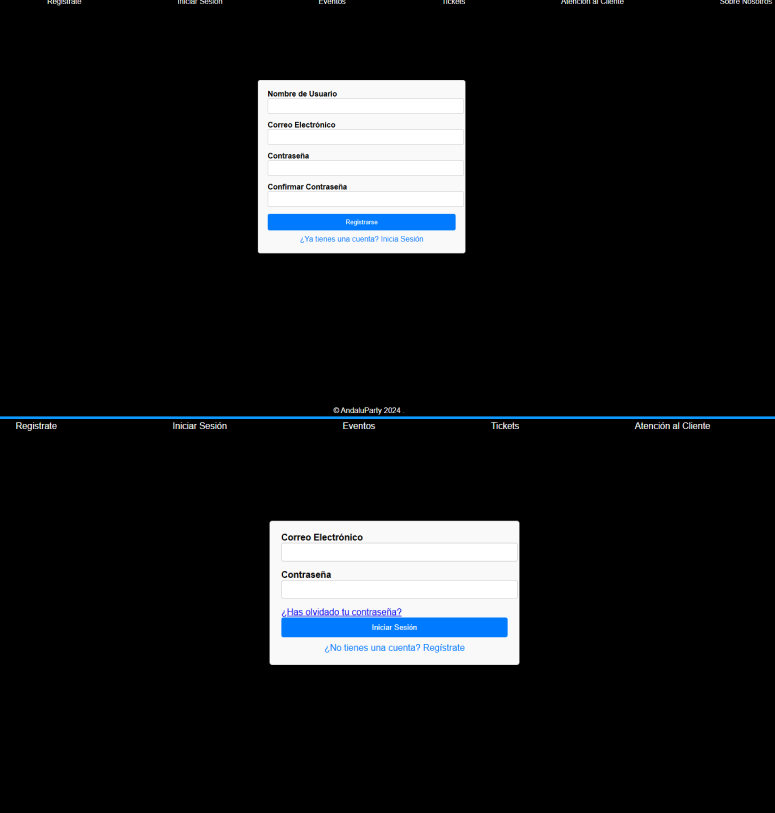 Regístrate Iniciar Sesión Eventos Tickets Atención al Cliente Sobre Nosotros
Nombre de Usuario
Correo Electrónico
Contraseña
Confirmar Contraseña
Registrarse
¿Ya tienes una cuenta? Inicia Sesión
© AndaluParty 2024 .
Regístrate Iniciar Sesión Eventos Tickets Atención al Cliente
Correo Electrónico
Contraseña
¿Has olvidado tu contraseña?
Iniciar Sesión
¿No tienes una cuenta? Regístrate